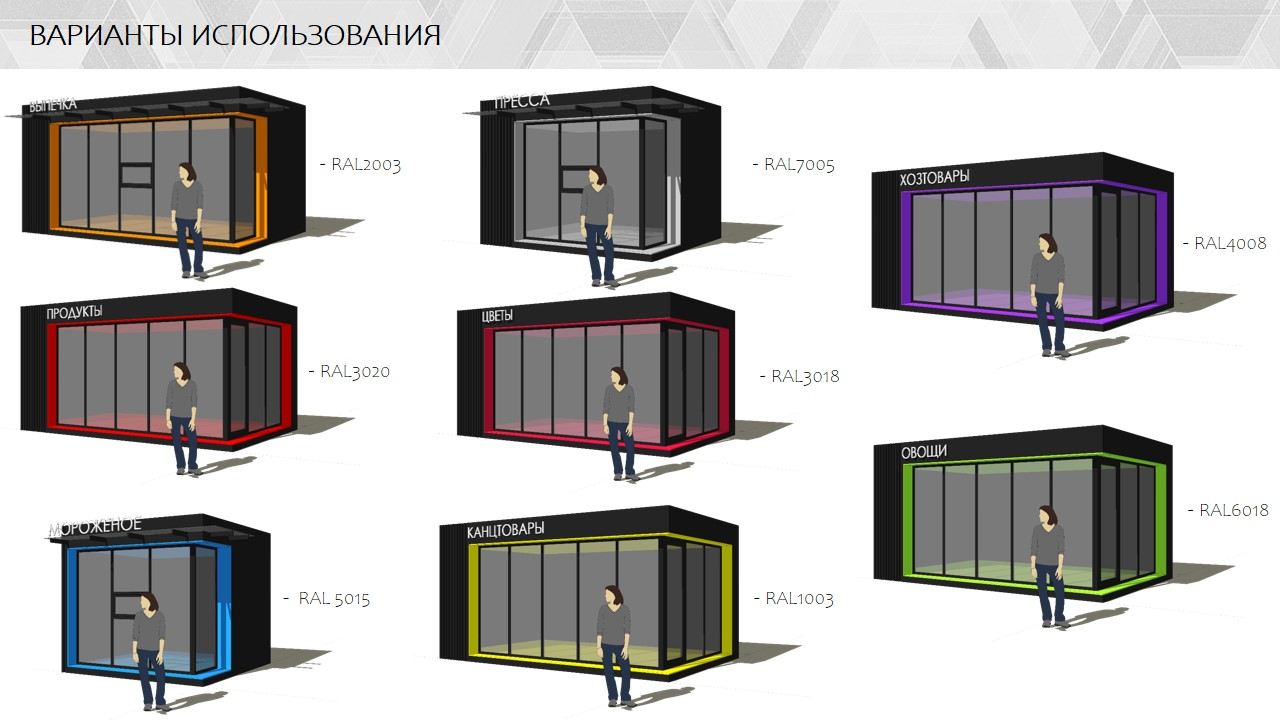 ВАРИАНТЫ ИСПОЛЬЗОВАНИЯ
ВЫПЕЧКА
- RAL2003
ПРЕССА
- RAL7005
ХОЗТОВАРЫ
- RAL4008
ПРОДУКТЫ
- RAL3020
ЦВЕТЫ
- RAL3018
ОВОЩИ
- RAL6018
МОРОЖЕНОЕ
- RAL 5015
КАНЦТОВАРЫ
- RAL1003